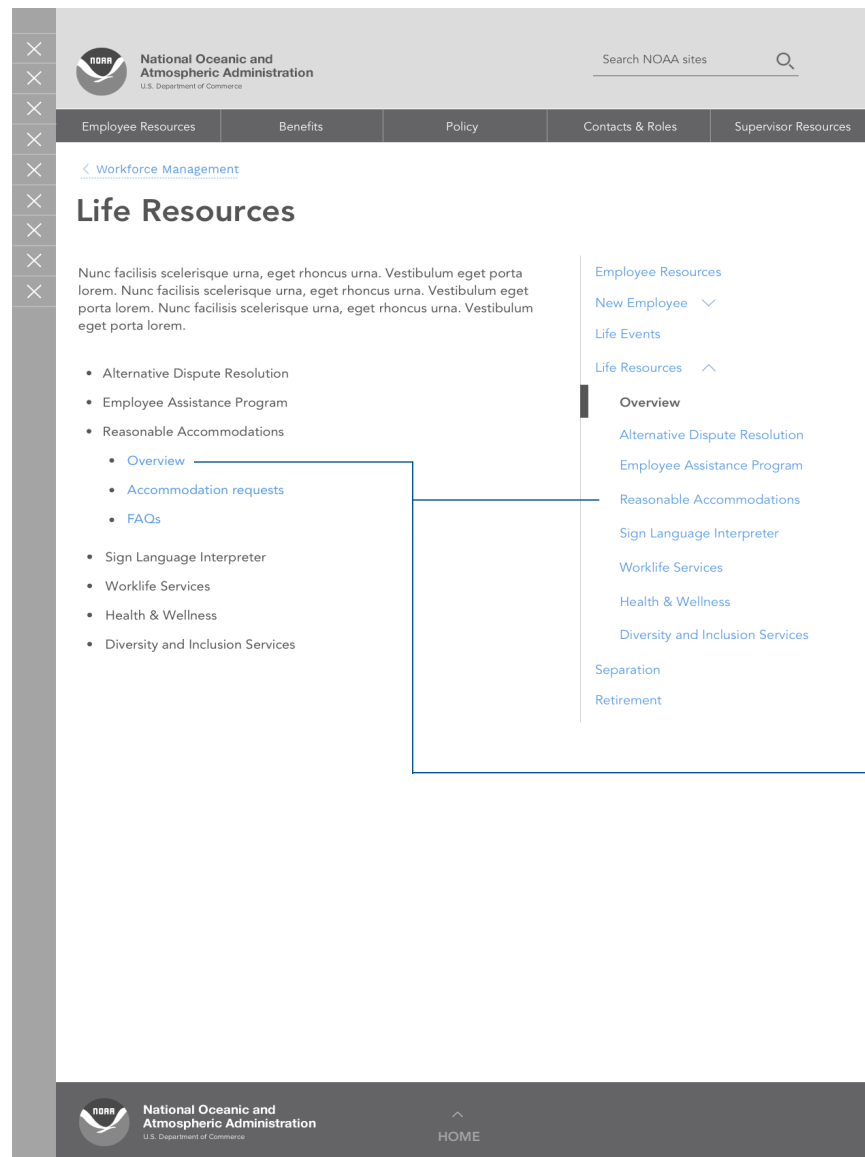 NOAA
National Oceanic and
Atmospheric Administration
U.S. Department of Commerce
Search NOAA sites
Employee Resources
Benefits
Policy
Contacts & Roles
Supervisor Resources
Workforce Management
Life Resources
Nunc facilisis scelerisque urna, eget rhoncus urna. Vestibulum eget porta
lorem. Nunc facilisis scelerisque urna, eget rhoncus urna. Vestibulum eget
porta lorem. Nunc facilisis scelerisque urna, eget rhoncus urna. Vestibulum
eget porta lorem.
• Alternative Dispute Resolution
• Employee Assistance Program
• Reasonable Accommodations
• Overview
• Accommodation requests
• FAQs
• Sign Language Interpreter
• Worklife Services
• Health & Wellness
• Diversity and Inclusion Services
Employee Resources
New Employee
Life Events
Life Resources
Overview
Alternative Dispute Resolution
Employee Assistance Program
Reasonable Accommodations
Sign Language Interpreter
Worklife Services
Health & Wellness
Diversity and Inclusion Services
Separation
Retirement
NOAA
National Oceanic and
Atmospheric Administration
U.S. Department of Commerce
HOME